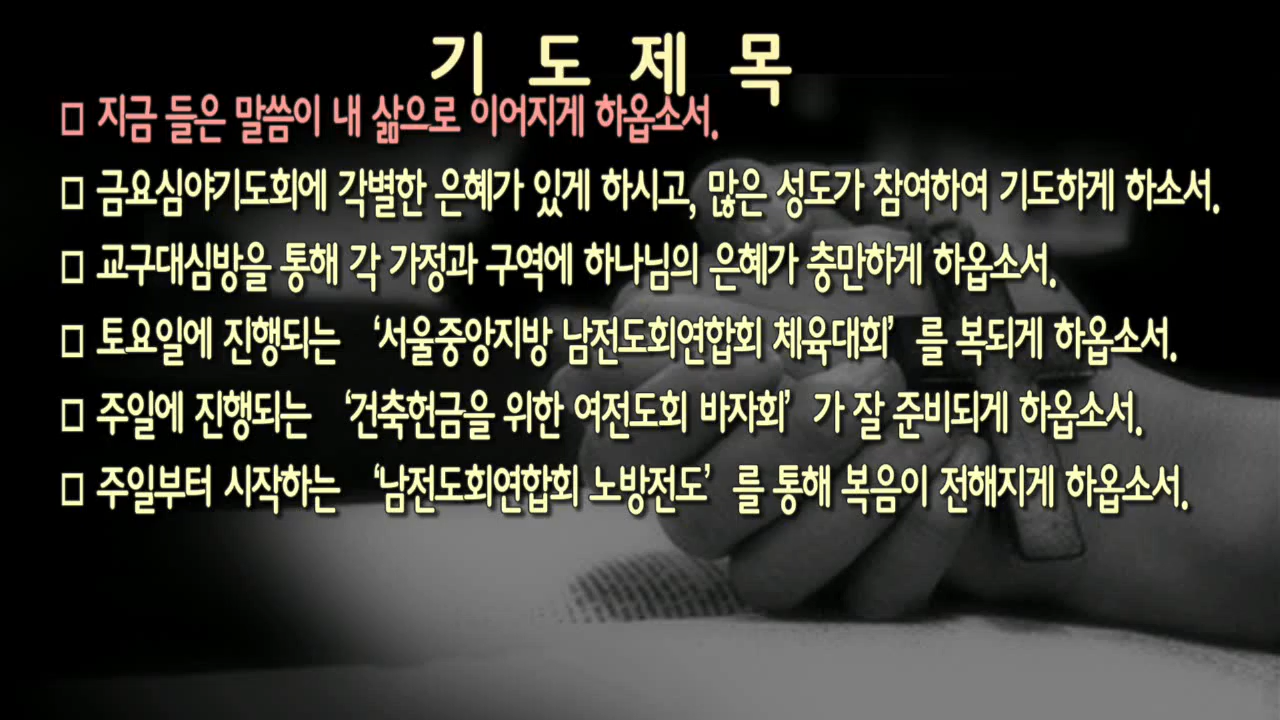 기 도 제 목
□ 지금 들은 말씀이 내 삶으로 이어지게 하옵소서.
□ 금요심야기도회에 각별한 은혜가 있게 하시고, 많은 성도가 참여하여 기도하게 하소서.
□ 교구대심방을 통해 각 가정과 구역에 하나님의 은혜가 충만하게 하옵소서.
□ 토요일에 진행되는 ‘서울중앙지방 남전도회연합회 체육대회’를 복되게 하옵소서.
□ 주일에 진행되는 ‘건축헌금을 위한 여전도회 바자회’가 잘 준비되게 하옵소서.
□ 주일부터 시작하는 ‘남전도회연합회 노방전도’를 통해 복음이 전해지게 하옵소서.